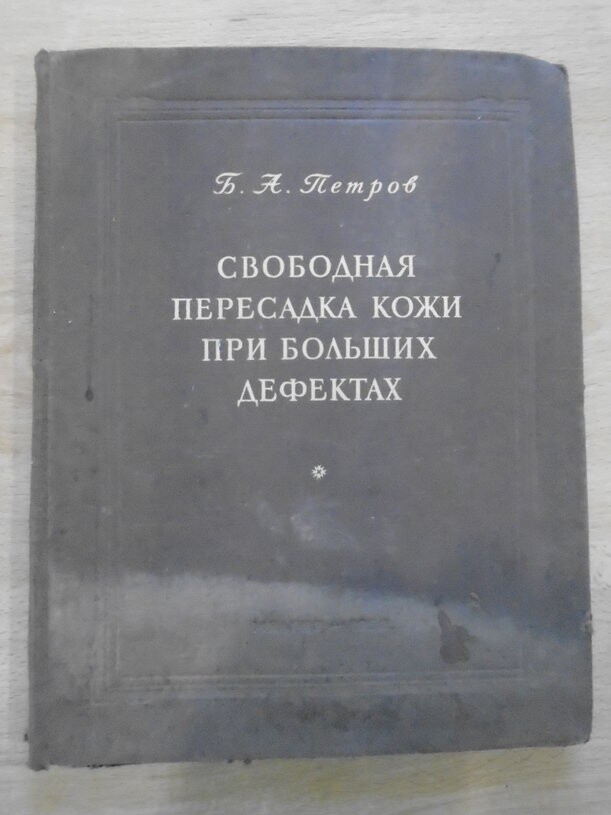 Б. А. Петров
СВОБОДНАЯ
ПЕРЕСАДКА КОЖИ
ПРИ БОЛЬШИХ
ДЕФЕКТАХ